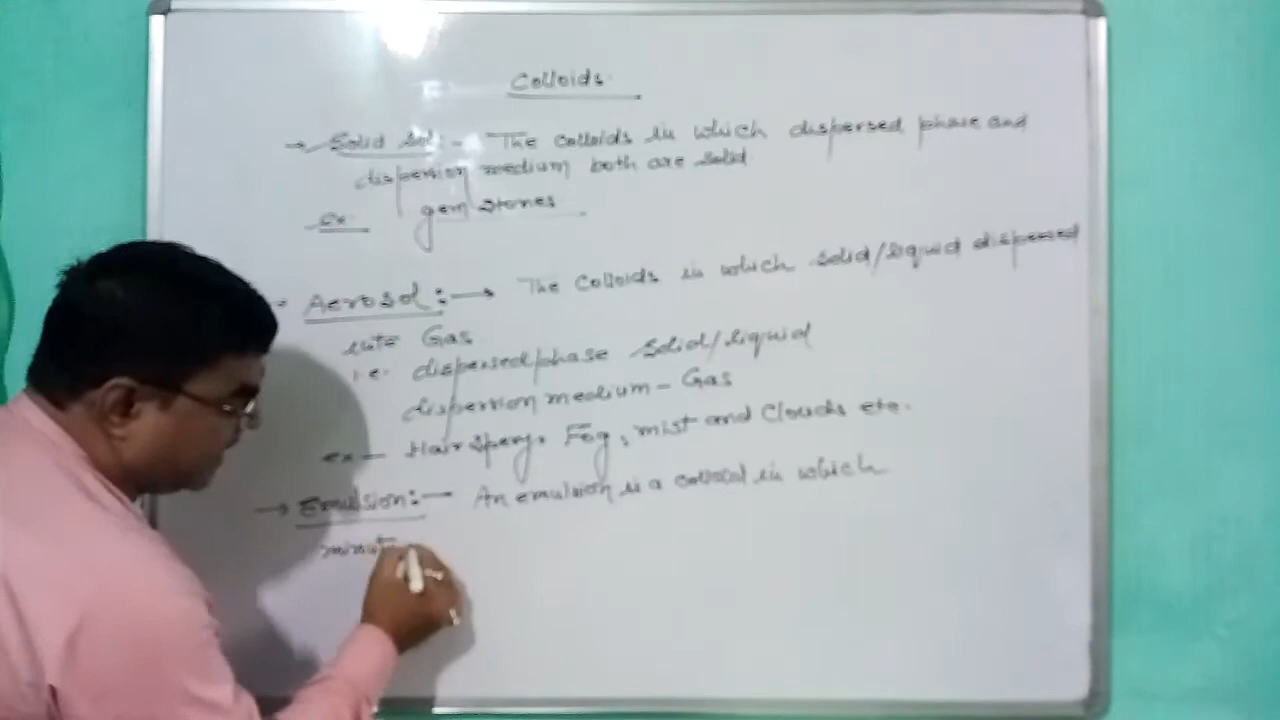 Colloids
→ Solid Sol :- The colloids in which dispersed phase and
dispersion medium both are solid
Ex. gem stones
Aerosol :→ The colloids in which solid/liquid dispersed
into Gas
i.e. dispersed phase solid/liquid
dispersion medium - Gas
ex - Hair spery, Fog, mist and Clouds etc.
→ Emulsion :- An emulsion is a colloid in which
minut